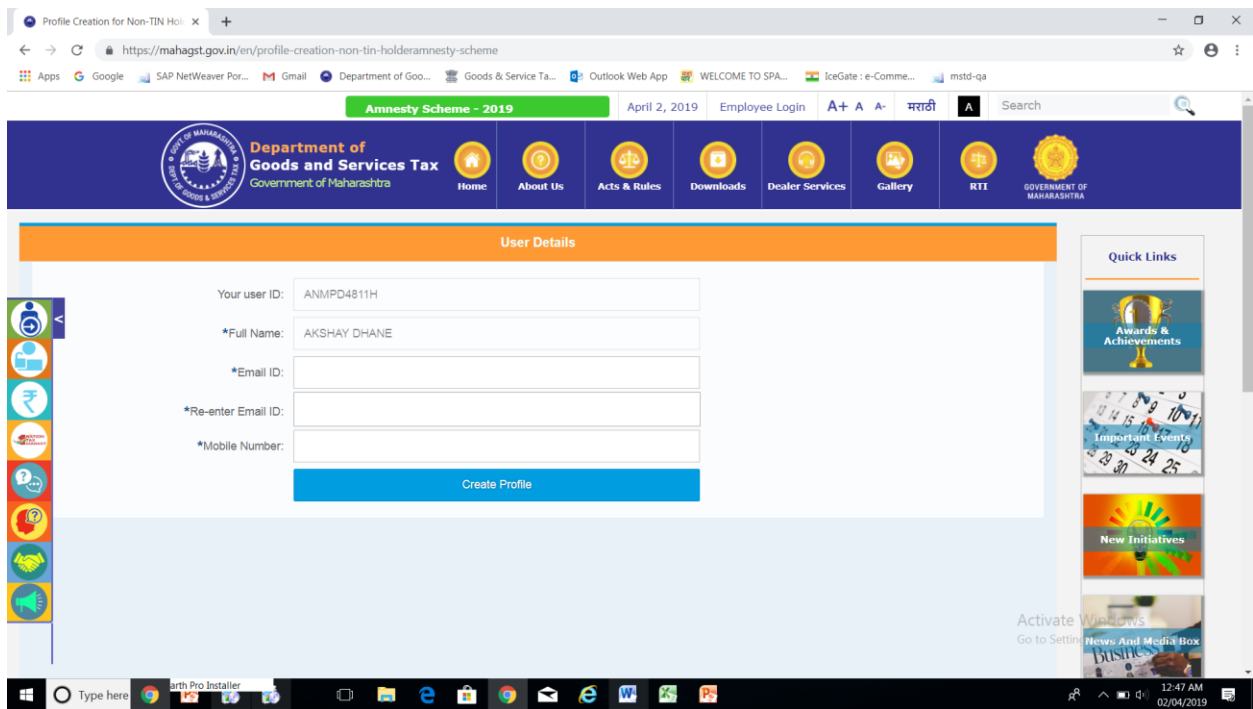 Profile Creation for Non-TIN Hol
https://mahagst.gov.in/en/profile-creation-non-tin-holderamnesty-scheme
Apps Google SAP NetWeaver Por... Gmail Department of Goo... Goods & Service Ta... Outlook Web App WELCOME TO SPA... IceGate : e-Comme... mstd-qa
Amnesty Scheme - 2019 April 2, 2019 Employee Login A+ A A- मराठी A Search
Department of
Goods and Services Tax
Government of Maharashtra
Home About Us Acts & Rules Downloads Dealer Services Gallery RTI GOVERNMENT OF
MAHARASHTRA
User Details
Quick Links
Your user ID: ANMPD4811H
*Full Name: AKSHAY DHANE
*Email ID:
*Re-enter Email ID:
*Mobile Number:
Create Profile
Awards &
Achievements
Important Events
New Initiatives
News And Media Box
BUSINESS
Activate Windows
Go to Settin
Type here
arth Pro Installer
12:47 AM
02/04/2019